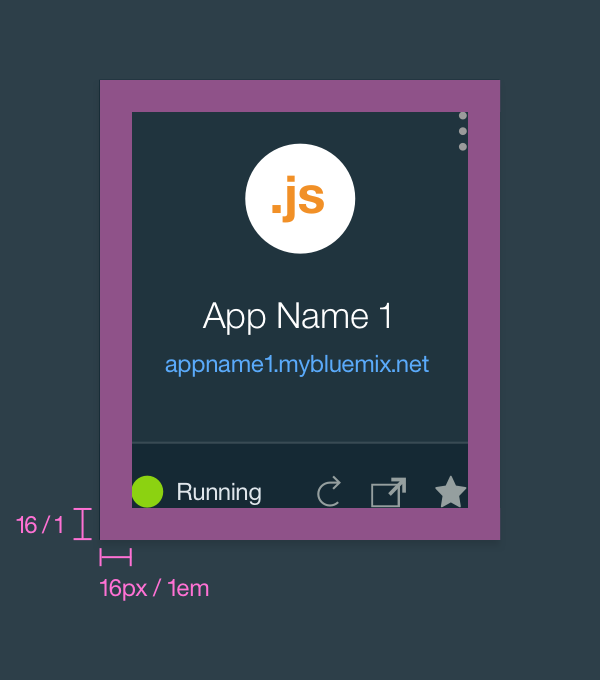 .js
App Name 1
appname1.mybluemix.net
Running
16 / 1
16px / 1em